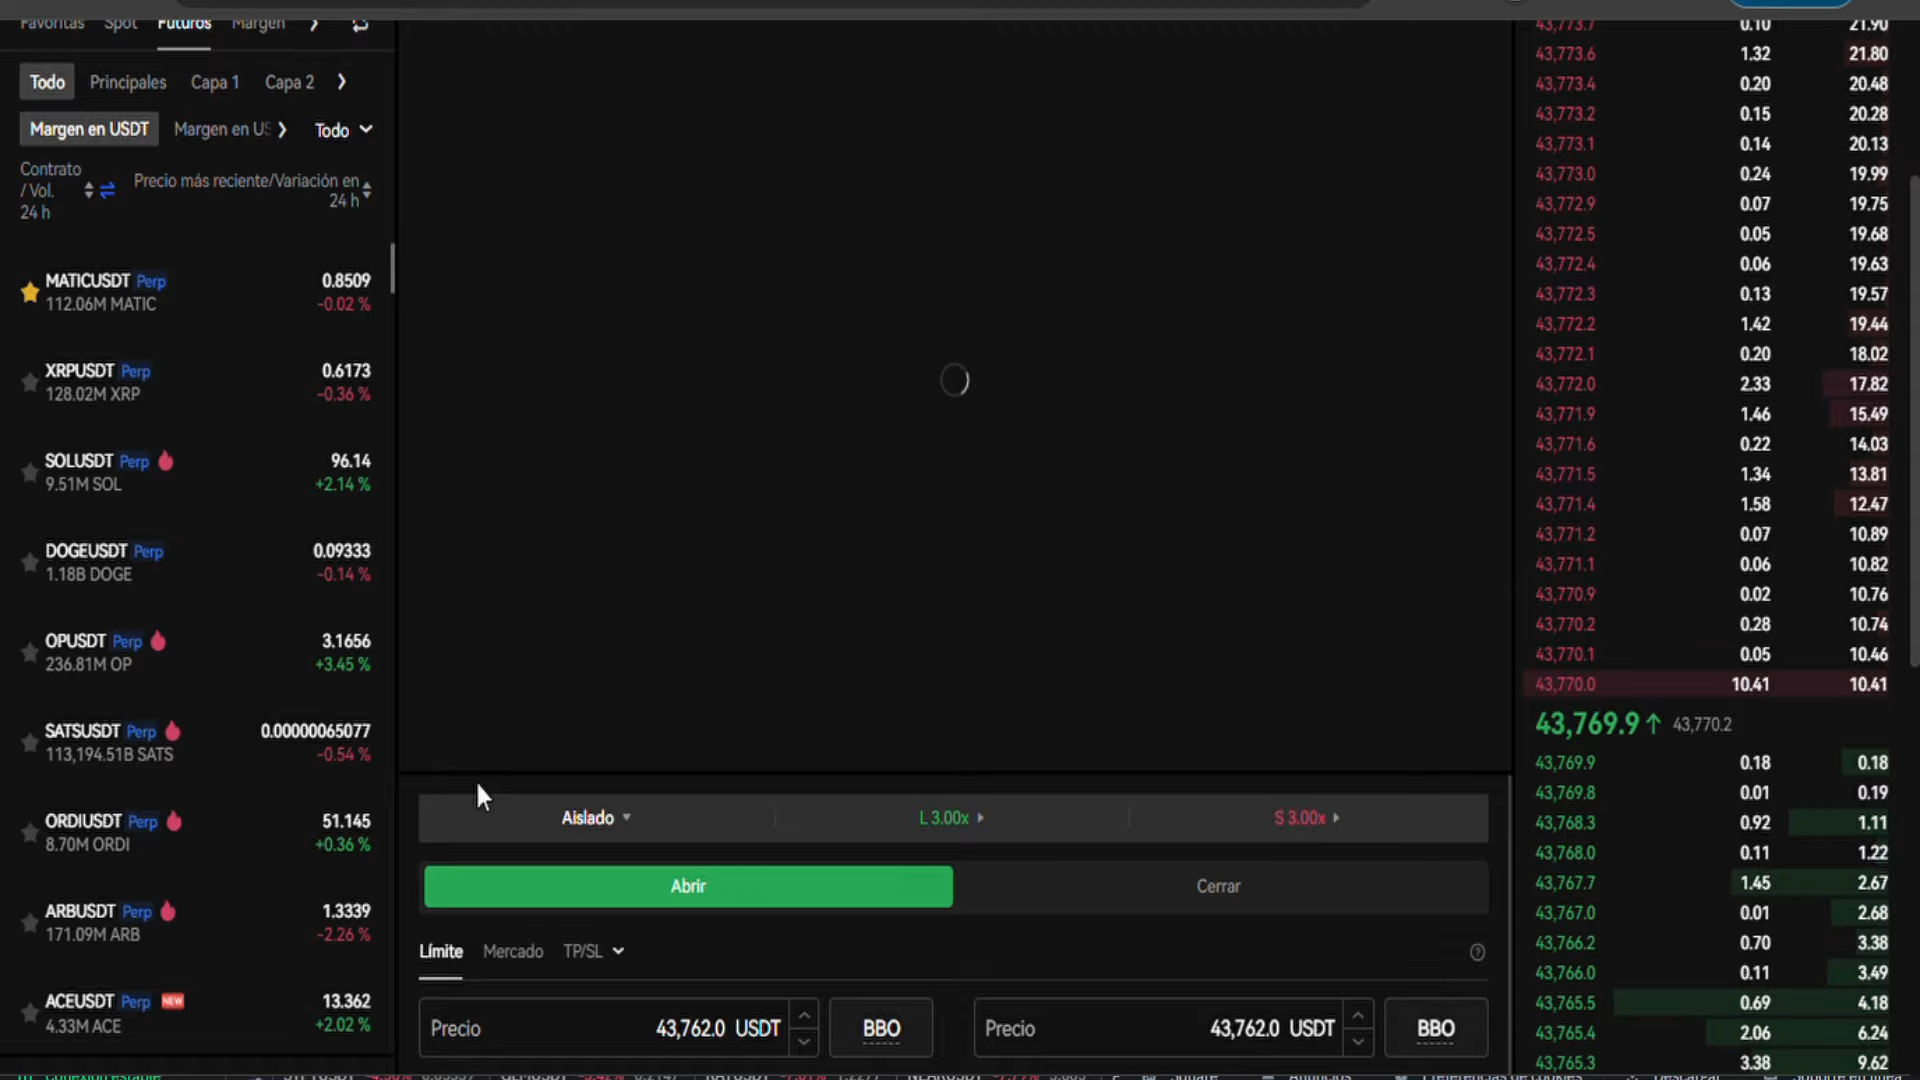 Favoritas Spot Futuros Margen
Todo Principales Capa 1 Capa 2
Margen en USDT Margen en US Todo
Contrato / Vol. 24 h Precio más reciente/Variación en 24 h
MATICUSDT Perp 0.8509
112.06M MATIC -0.02 %
XRPUSDT Perp 0.6173
128.02M XRP -0.36 %
SOLUSDT Perp 96.14
9.51M SOL +2.14 %
DOGEUSDT Perp 0.09333
1.18B DOGE -0.14 %
OPUSDT Perp 3.1656
236.81M OP +3.45 %
SATSUSDT Perp 0.00000065077
113,194.51B SATS -0.54 %
ORDIUSDT Perp 51.145
8.70M ORDI +0.36 %
ARBUSDT Perp 1.3339
171.09M ARB -2.26 %
ACEUSDT Perp NEW 13.362
4.33M ACE +2.02 %
Aislado L 3.00x S 3.00x
Abrir Cerrar
Límite Mercado TP/SL
Precio 43,762.0 USDT BBO Precio 43,762.0 USDT BBO
43,773.7 0.10 21.90
43,773.6 1.32 21.80
43,773.4 0.20 20.48
43,773.2 0.15 20.28
43,773.1 0.14 20.13
43,773.0 0.24 19.99
43,772.9 0.07 19.75
43,772.5 0.05 19.68
43,772.4 0.06 19.63
43,772.3 0.13 19.57
43,772.2 1.42 19.44
43,772.1 0.20 18.02
43,772.0 2.33 17.82
43,771.9 1.46 15.49
43,771.6 0.22 14.03
43,771.5 1.34 13.81
43,771.4 1.58 12.47
43,771.2 0.07 10.89
43,771.1 0.06 10.82
43,770.9 0.02 10.76
43,770.2 0.28 10.74
43,770.1 0.05 10.46
43,770.0 10.41 10.41
43,769.9 43,770.2
43,769.9 0.18 0.18
43,769.8 0.01 0.19
43,768.3 0.92 1.11
43,768.0 0.11 1.22
43,767.7 1.45 2.67
43,767.0 0.01 2.68
43,766.2 0.70 3.38
43,766.0 0.11 3.49
43,765.5 0.69 4.18
43,765.4 2.06 6.24
43,765.3 3.38 9.62